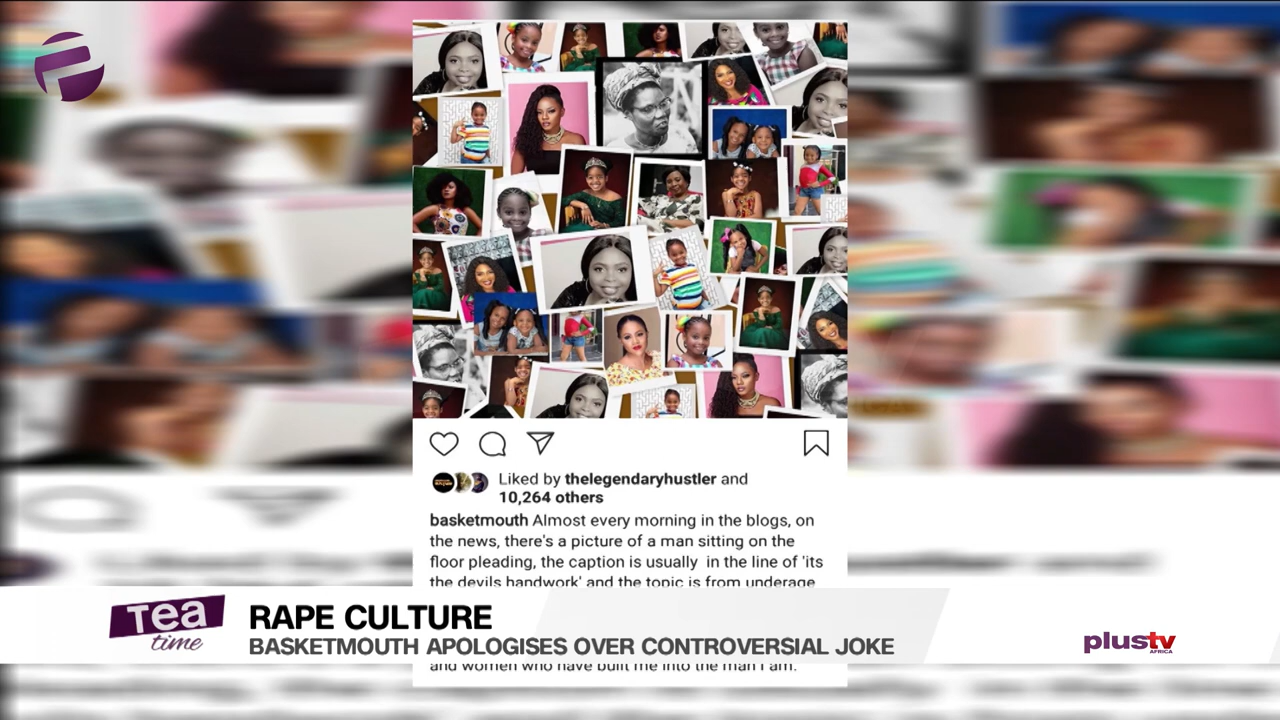 Liked by thelegendaryhustler and
10,264 others
basketmouth Almost every morning in the blogs, on
the news, there's a picture of a man sitting on the
floor pleading, the caption is usually in the line of 'its
the devils handwork' and the topic is from underage
Tea
time
RAPE CULTURE
BASKETMOUTH APOLOGISES OVER CONTROVERSIAL JOKE
plustv
AFRICA
and women who have built me into the man I am.